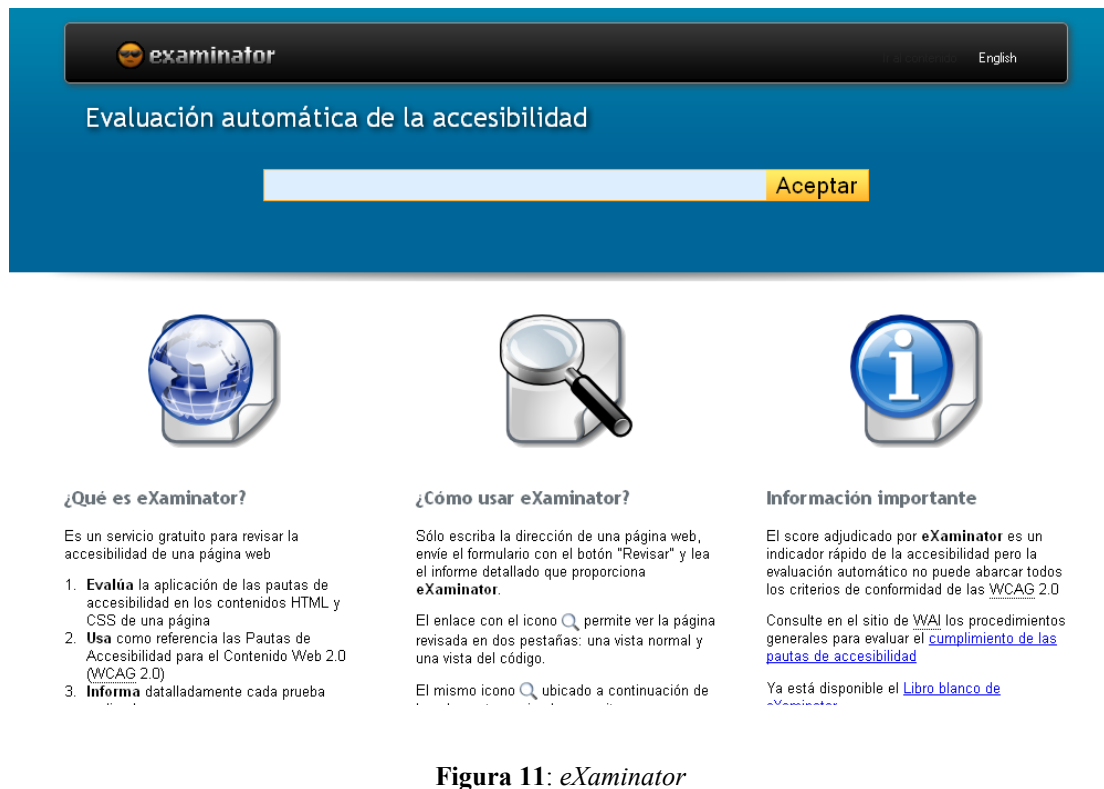 examinator
Ir al contenido English
Evaluación automática de la accesibilidad
Aceptar
¿Qué es eXaminator?
Es un servicio gratuito para revisar la
accesibilidad de una página web
1. Evalúa la aplicación de las pautas de
accesibilidad en los contenidos HTML y
CSS de una página
2. Usa como referencia las Pautas de
Accesibilidad para el Contenido Web 2.0
(WCAG 2.0)
3. Informa datalladamente cada prueba
¿Cómo usar eXaminator?
Sólo escriba la dirección de una página web,
envíe el formulario con el botón "Revisar" y lea
el informe detallado que proporciona
eXaminator.
El enlace con el icono permite ver la página
revisada en dos pestañas: una vista normal y
una vista del código.
El mismo icono ubicado a continuación de
Información importante
El score adjudicado por eXaminator es un
indicador rápido de la accesibilidad pero la
evaluación automático no puede abarcar todos
los criterios de conformidad de las WCAG 2.0
Consulte en el sitio de WAI los procedimientos
generales para evaluar el cumplimiento de las
pautas de accesibilidad
Ya está disponible el Libro blanco de
eXaminator
Figura 11: eXaminator